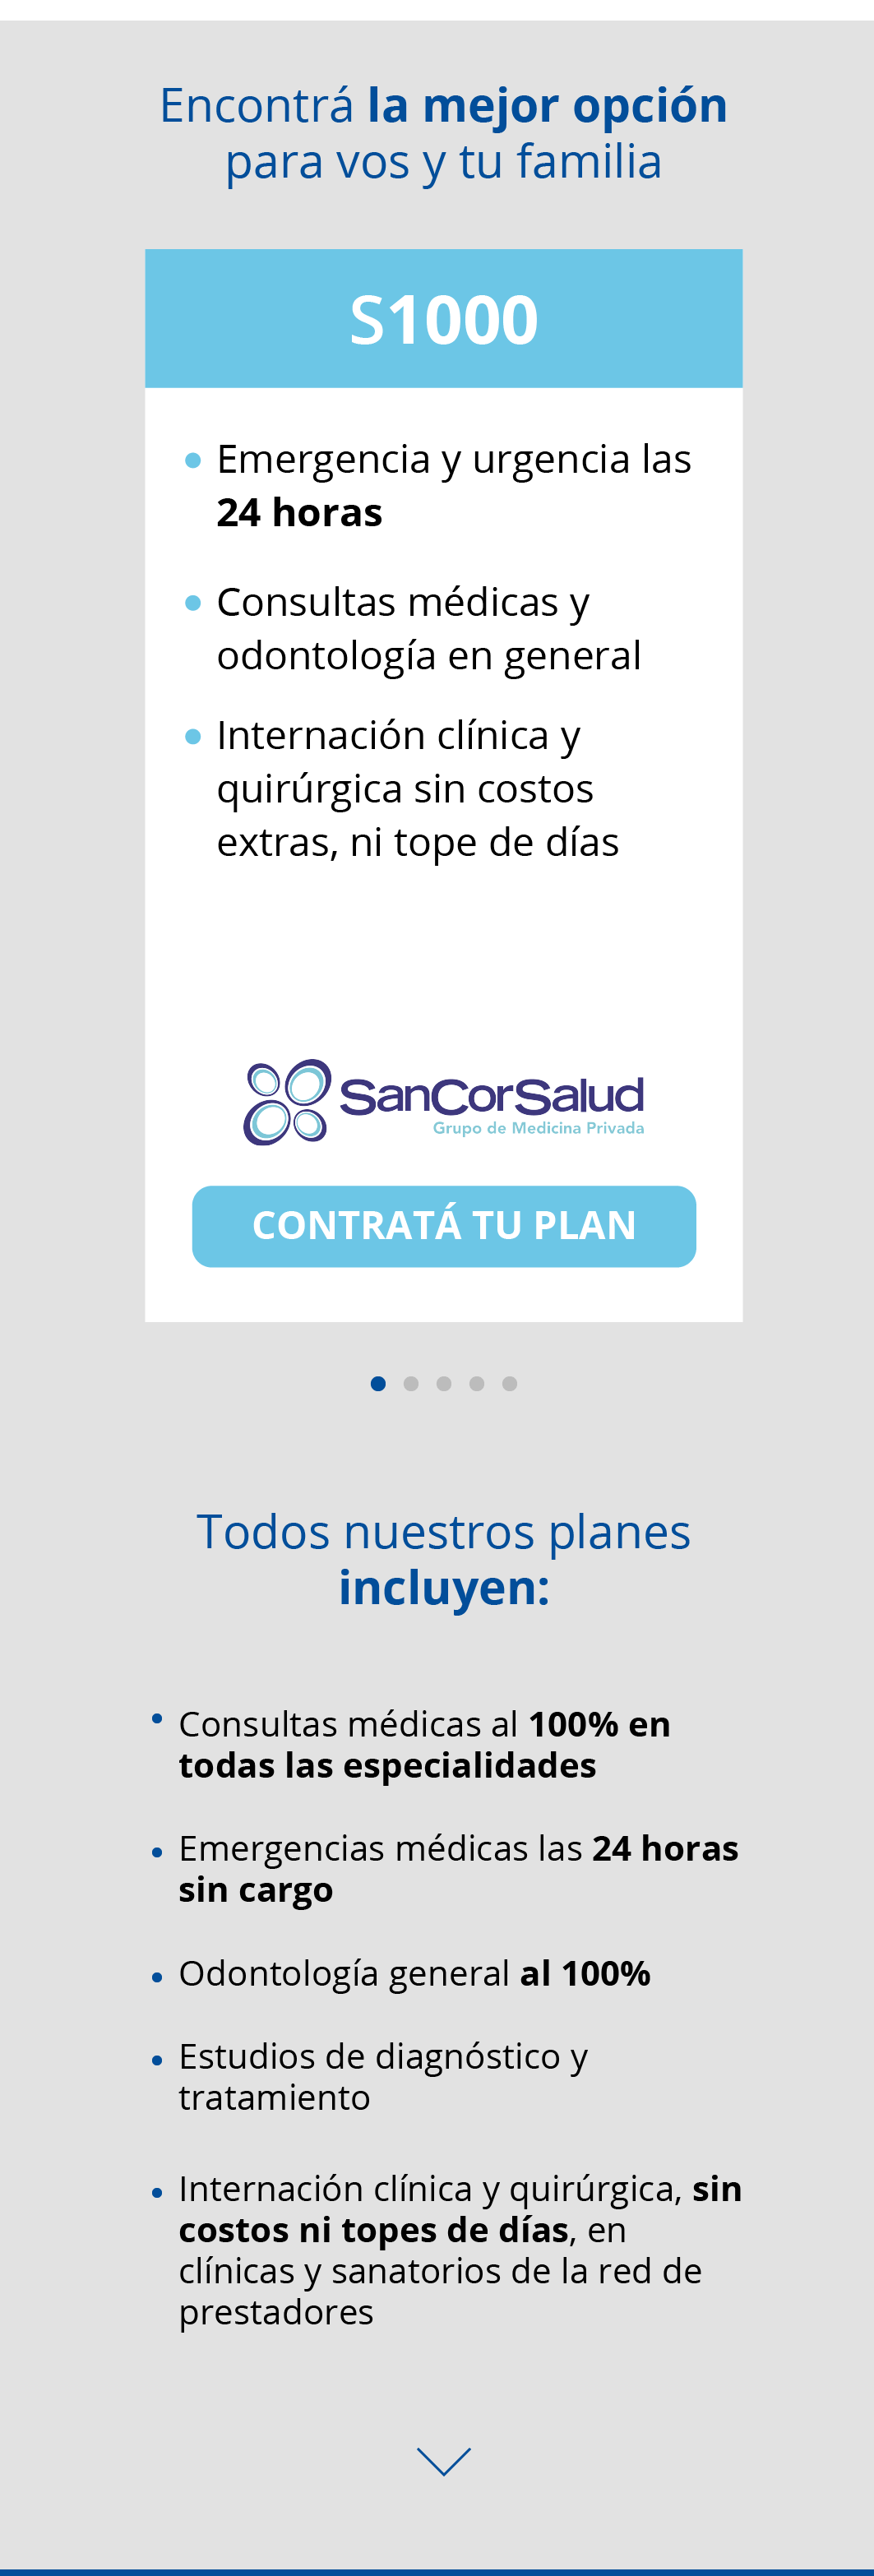 Encontrá la mejor opción
para vos y tu familia
S1000
Emergencia y urgencia las
24 horas
Consultas médicas y
odontología en general
Internación clínica y
quirúrgica sin costos
extras, ni tope de días
SanCorSalud
Grupo de Medicina Privada
CONTRATÁ TU PLAN
Todos nuestros planes
incluyen:
Consultas médicas al 100% en
todas las especialidades
Emergencias médicas las 24 horas
sin cargo
Odontología general al 100%
Estudios de diagnóstico y
tratamiento
Internación clínica y quirúrgica, sin
costos ni topes de días, en
clínicas y sanatorios de la red de
prestadores